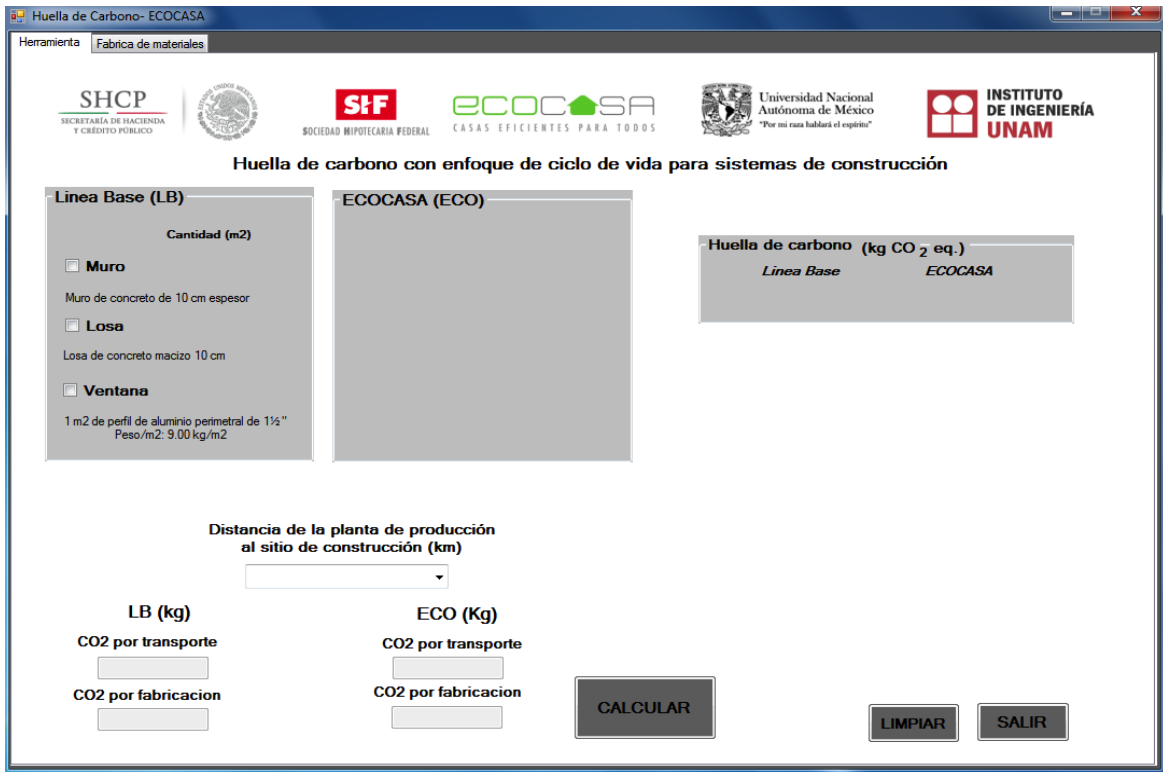 Huella de Carbono- ECOCASA
Herramienta
Fabrica de materiales
SHCP
SECRETARÍA DE HACIENDA
Y CRÉDITO PÚBLICO
ESTADOS UNIDOS MEXICANOS
SHF
SOCIEDAD HIPOTECARIA FEDERAL
ECOCASA
CASAS EFICIENTES PARA TODOS
Universidad Nacional
Autónoma de México
"Por mi raza hablará el espíritu"
INSTITUTO
DE INGENIERÍA
UNAM
Huella de carbono con enfoque de ciclo de vida para sistemas de construcción
Linea Base (LB)
Cantidad (m2)
Muro
Muro de concreto de 10 cm espesor
Losa
Losa de concreto macizo 10 cm
Ventana
1 m2 de perfil de aluminio perimetral de 1½ "
Peso/m2: 9.00 kg/m2
ECOCASA (ECO)
Huella de carbono (kg CO 2 eq.)
Linea Base ECOCASA
Distancia de la planta de producción
al sitio de construcción (km)
LB (kg)
CO2 por transporte
CO2 por fabricacion
ECO (Kg)
CO2 por transporte
CO2 por fabricacion
CALCULAR
LIMPIAR
SALIR